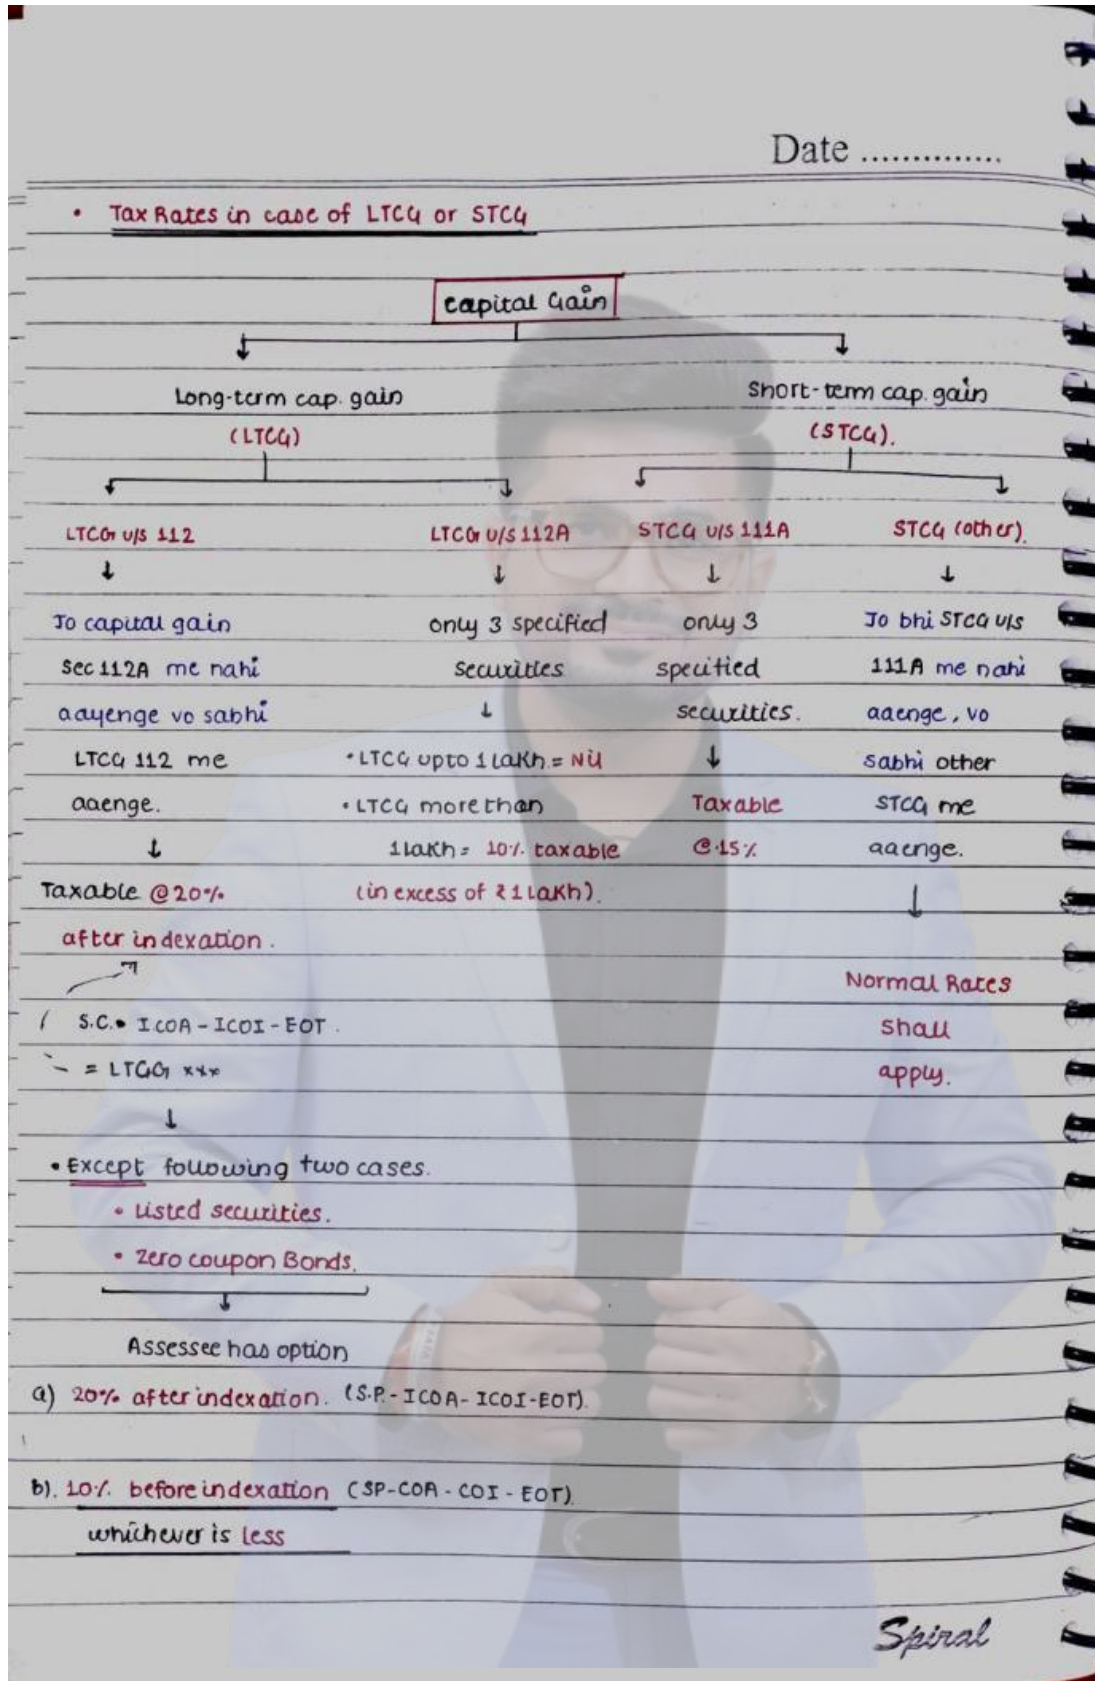 Date ..............
• Tax Rates in case of LTCG or STCG
Capital Gain
Long-term cap. gain
(LTCG)
Short-term cap. gain
(STCG).
LTCG u/s 112
Jo capital gain
Sec 112A me nahi
aayenge vo sabhi
LTCG 112 me
aaenge.
Taxable @20%
after indexation.
S.C. ICOA - ICOI - EOT.
= LTCG xxx
• Except following two cases.
• Listed securities.
• Zero coupon Bonds.
Assessee has option
a) 20% after indexation. (S.P. - ICOA - ICOI - EOT).
b). 10% before indexation (SP-COA - COI - EOT).
whichever is less
LTCG u/s 112A
only 3 specified
securities
• LTCG upto 1 Lakh = Nil
• LTCG more than
1 Lakh = 10% taxable
(in excess of ₹1 Lakh).
STCG u/s 111A
only 3
specified
securities.
Taxable
@ 15%
STCG (other).
Jo bhi STCG u/s
111A me nahi
aaenge, vo
sabhi other
STCG me
aaenge.
Normal Rates
shall
apply.
Spiral